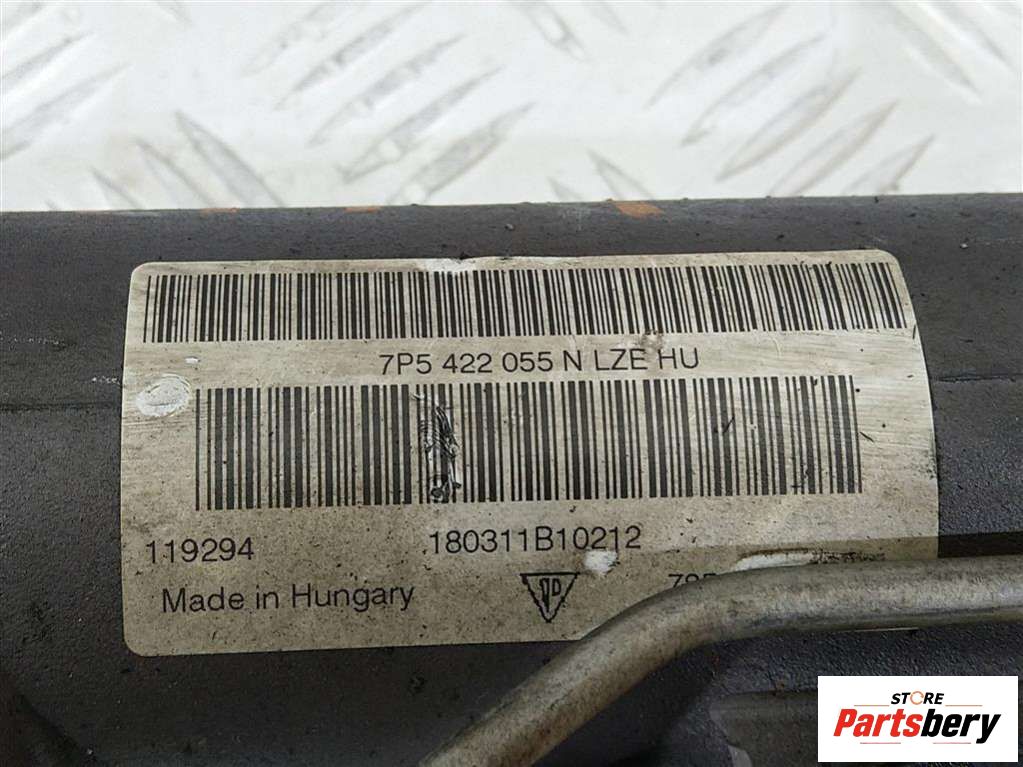 7P5 422 055 N LZE HU
119294
180311B10212
Made in Hungary
STORE
Partsbery